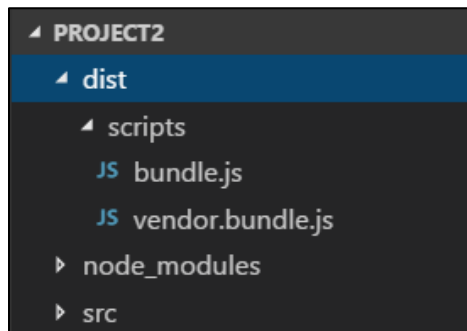 PROJECT2
dist
scripts
JS bundle.js
JS vendor.bundle.js
node_modules
src